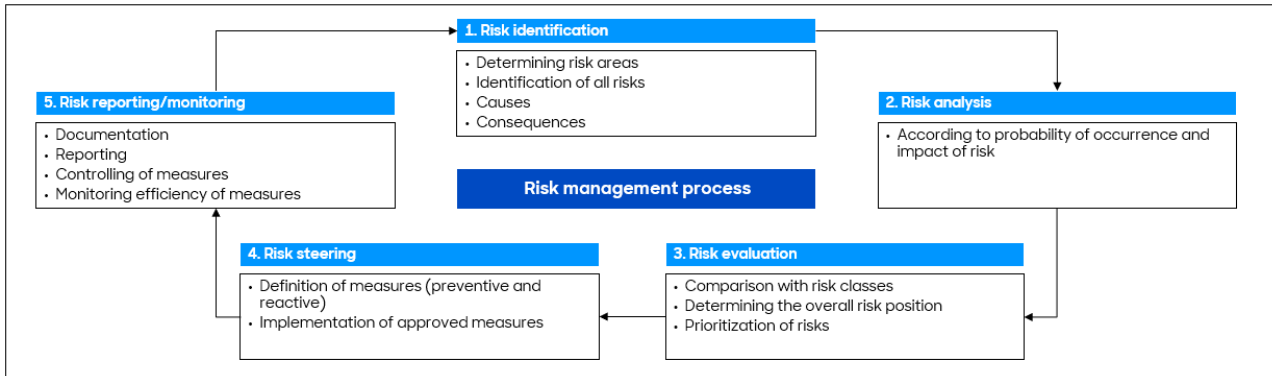 1. Risk identification
• Determining risk areas
• Identification of all risks
• Causes
• Consequences
2. Risk analysis
• According to probability of occurrence and
impact of risk
3. Risk evaluation
• Comparison with risk classes
• Determining the overall risk position
• Prioritization of risks
4. Risk steering
• Definition of measures (preventive and
reactive)
• Implementation of approved measures
5. Risk reporting/monitoring
• Documentation
• Reporting
• Controlling of measures
• Monitoring efficiency of measures
Risk management process